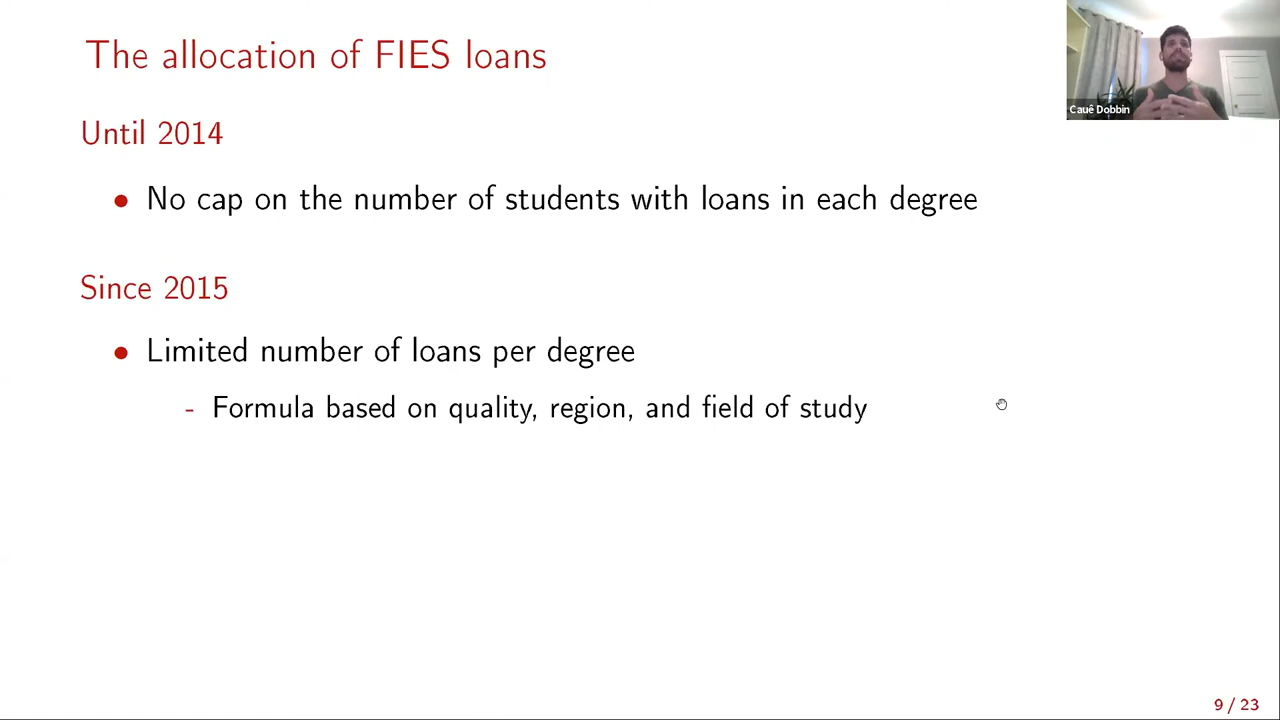 The allocation of FIES loans
Cauê Dobbin
Until 2014
• No cap on the number of students with loans in each degree
Since 2015
• Limited number of loans per degree
- Formula based on quality, region, and field of study
9 / 23